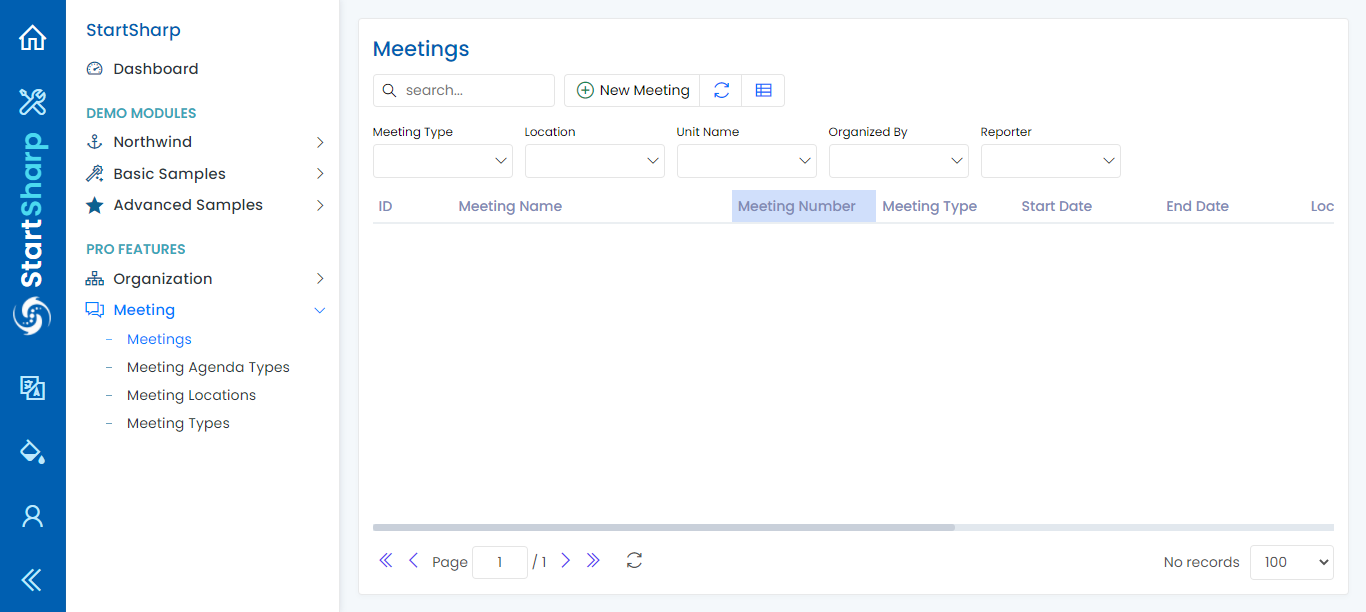 StartSharp
StartSharp
Dashboard
DEMO MODULES
Northwind
Basic Samples
Advanced Samples
PRO FEATURES
Organization
Meeting
- Meetings
- Meeting Agenda Types
- Meeting Locations
- Meeting Types
Meetings
search...
New Meeting
Meeting Type Location Unit Name Organized By Reporter
ID Meeting Name Meeting Number Meeting Type Start Date End Date Loc
Page 1 / 1
No records 100